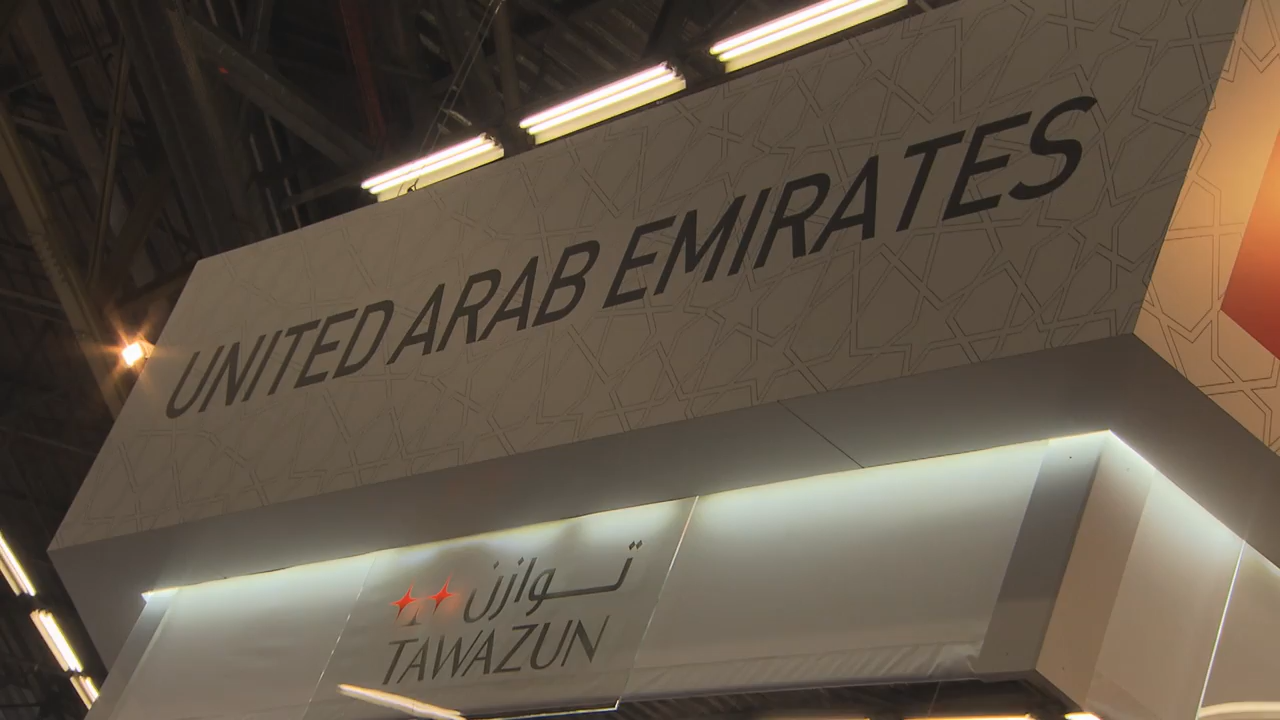 UNITED ARAB EMIRATES
توازن
TAWAZUN